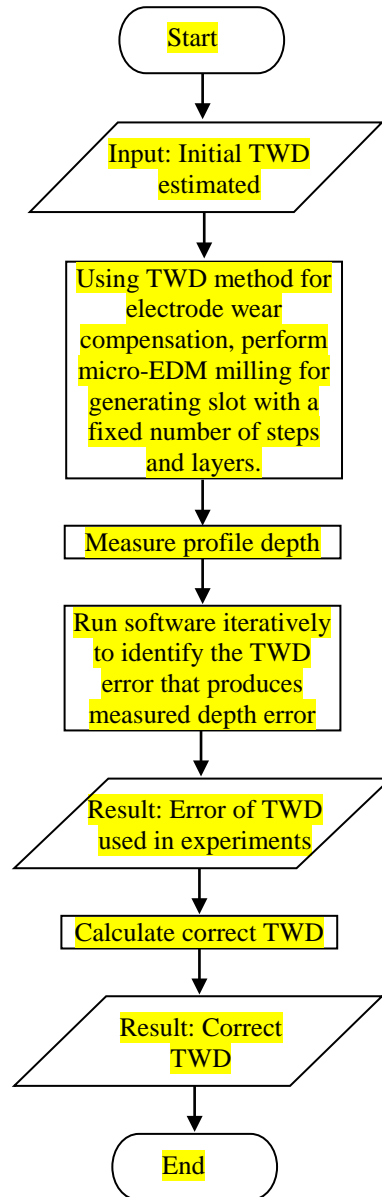 Start
Input: Initial TWD
estimated
Using TWD method for
electrode wear
compensation, perform
micro-EDM milling for
generating slot with a
fixed number of steps
and layers.
Measure profile depth
Run software iteratively
to identify the TWD
error that produces
measured depth error
Result: Error of TWD
used in experiments
Calculate correct TWD
Result: Correct
TWD
End